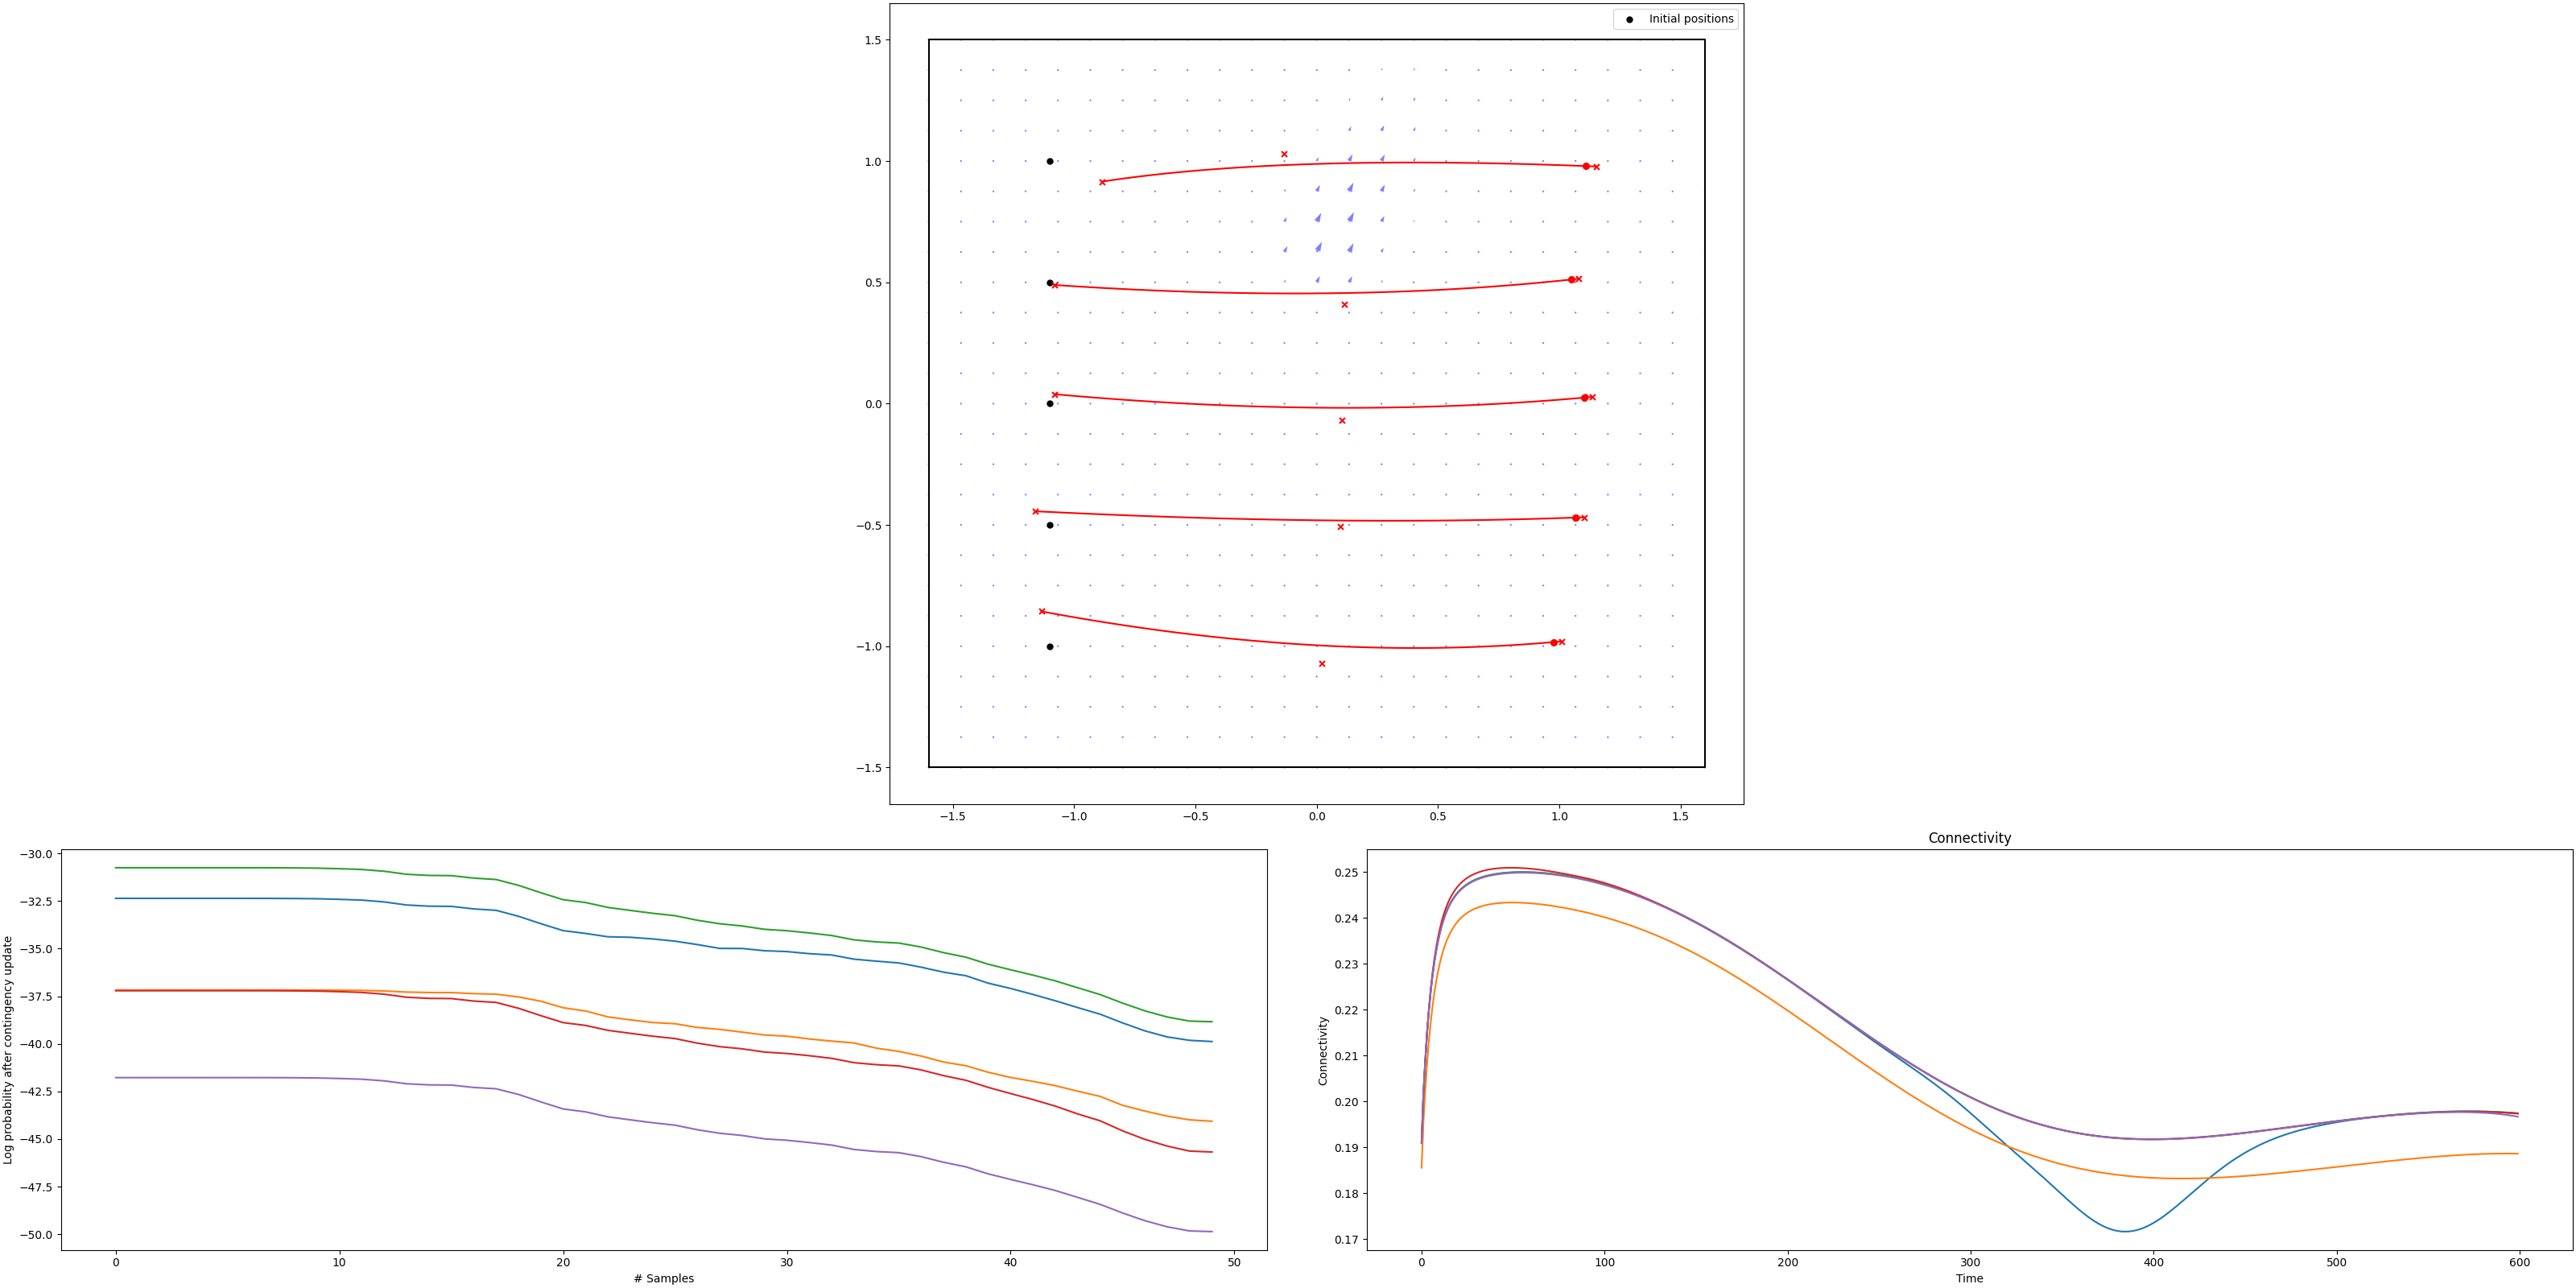 Initial positions
1.5
1.0
0.5
0.0
−0.5
−1.0
−1.5
−1.5 −1.0 −0.5 0.0 0.5 1.0 1.5
Log probability after contingency update
−30.0
−32.5
−35.0
−37.5
−40.0
−42.5
−45.0
−47.5
−50.0
0 10 20 30 40 50
# Samples
Connectivity
Connectivity
0.25
0.24
0.23
0.22
0.21
0.20
0.19
0.18
0.17
0 100 200 300 400 500 600
Time